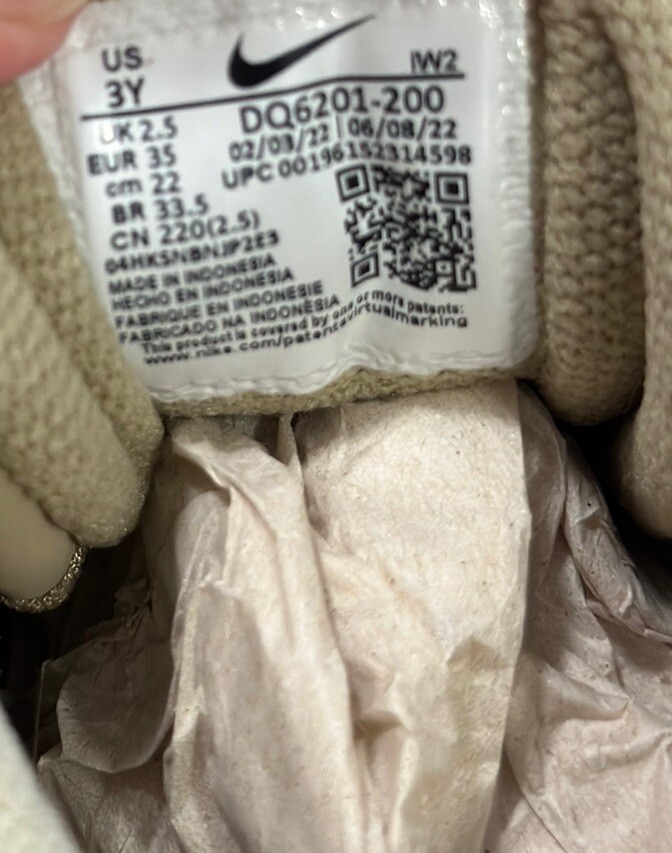 US
3Y
IW2
UK 2.5
DQ6201-200
EUR 35
02/03/22 | 06/08/22
cm 22
UPC 00196152314598
BR 33.5
CN 220(2.5)
04HKSNBNJP2E3
MADE IN INDONESIA
HECHO EN INDONESIA
FABRIQUE EN INDONESIE
FABRICADO NA INDONÈSIA
This product is covered by one or more patents:
www.nike.com/patentsvirtualmarking